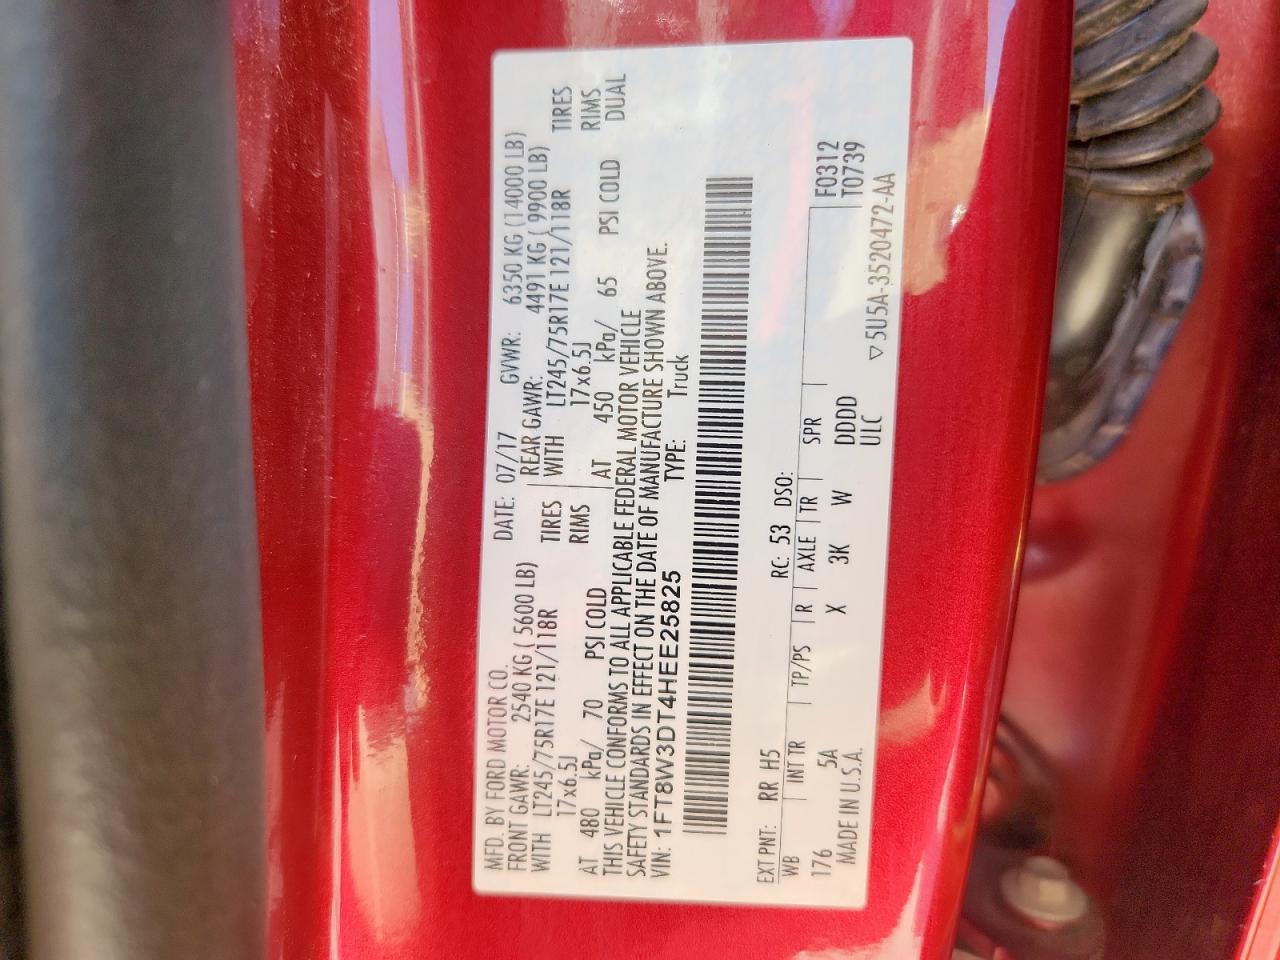 MFD. BY FORD MOTOR CO. DATE: 07/17 GVWR: 6350 KG (14000 LB)
FRONT GAWR: 2540 KG ( 5600 LB) REAR GAWR: 4491 KG ( 9900 LB)
WITH LT245/75R17E 121/118R TIRES WITH LT245/75R17E 121/118R TIRES
17x6.5J RIMS 17x6.5J RIMS
AT 480 kPa/ 70 PSI COLD AT 450 kPa/ 65 PSI COLD DUAL
THIS VEHICLE CONFORMS TO ALL APPLICABLE FEDERAL MOTOR VEHICLE
SAFETY STANDARDS IN EFFECT ON THE DATE OF MANUFACTURE SHOWN ABOVE.
VIN: 1FT8W3DT4HEE25825 TYPE: Truck
EXT PNT: RR H5 RC: 53 DSO:
WB INT TR TP/PS R AXLE TR SPR F0312
176 5A X 3K W DDDD T0739
MADE IN U.S.A. ULC
▽5U5A-3520472-AA